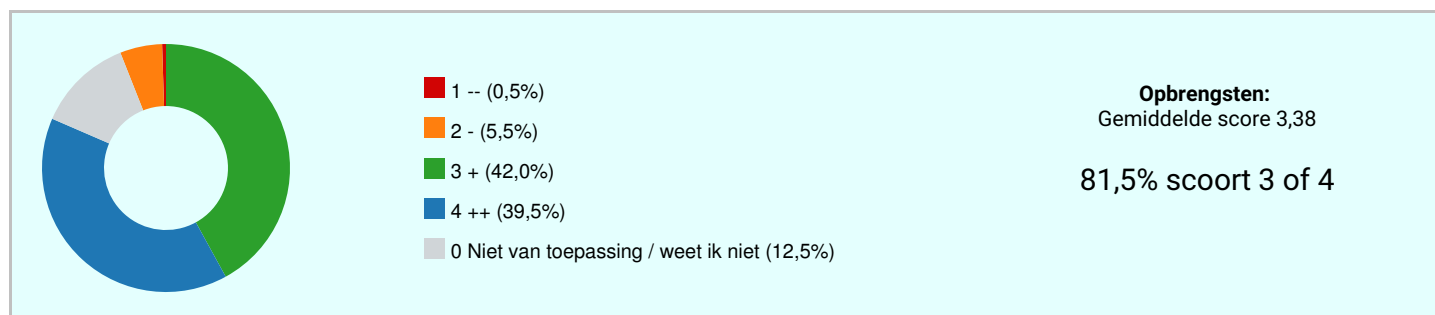 1 -- (0,5%)
2 - (5,5%)
3 + (42,0%)
4 ++ (39,5%)
0 Niet van toepassing / weet ik niet (12,5%)
Opbrengsten:
Gemiddelde score 3,38
81,5% scoort 3 of 4